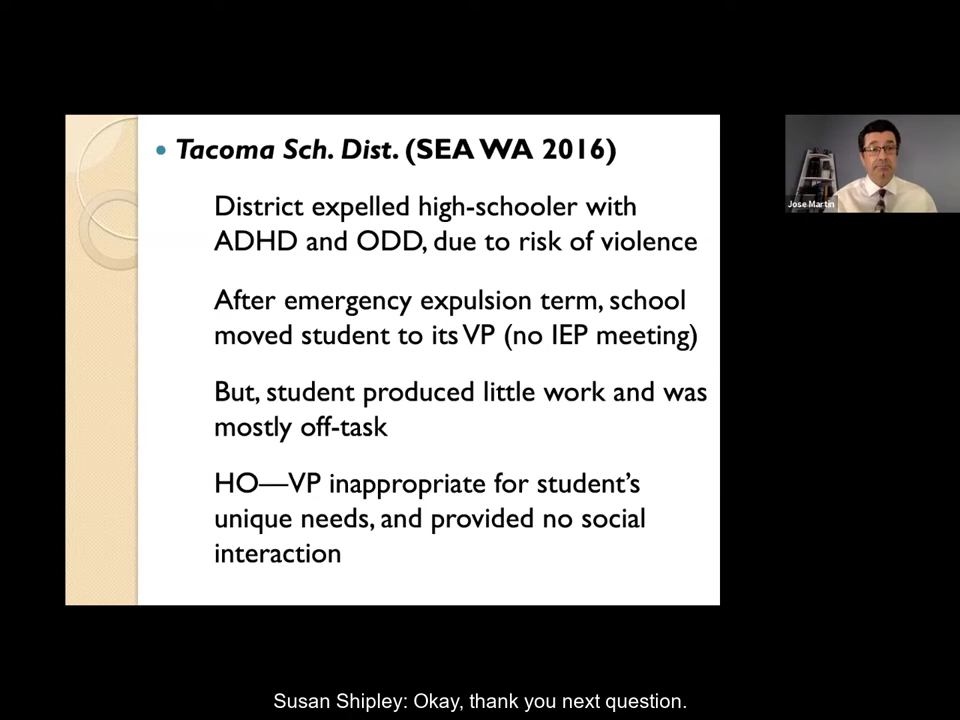 • Tacoma Sch. Dist. (SEA WA 2016)
District expelled high-schooler with
ADHD and ODD, due to risk of violence
After emergency expulsion term, school
moved student to its VP (no IEP meeting)
But, student produced little work and was
mostly off-task
HO—VP inappropriate for student's
unique needs, and provided no social
interaction
Jose Martin
Susan Shipley: Okay, thank you next question.